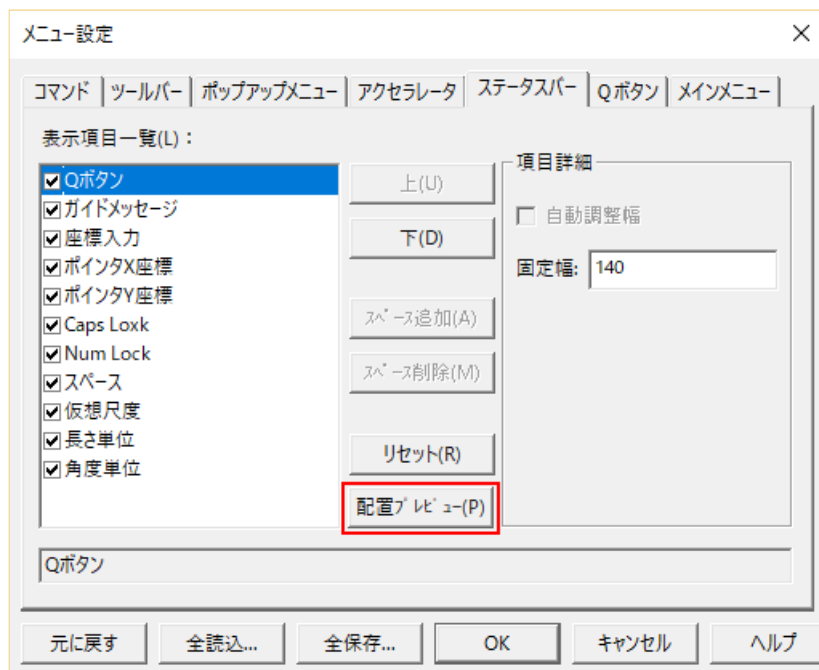 メニュー設定
コマンド ツールバー ポップアップメニュー アクセラレータ ステータスバー Qボタン メインメニュー
表示項目一覧(L)：
Qボタン
ガイドメッセージ
座標入力
ポインタX座標
ポインタY座標
Caps Loxk
Num Lock
スペース
仮想尺度
長さ単位
角度単位
上(U)
下(D)
ｽﾍﾟｰｽ追加(A)
ｽﾍﾟｰｽ削除(M)
リセット(R)
配置ﾌﾟﾚﾋﾞｭｰ(P)
項目詳細
自動調整幅
固定幅: 140
Qボタン
元に戻す 全読込... 全保存... OK キャンセル ヘルプ